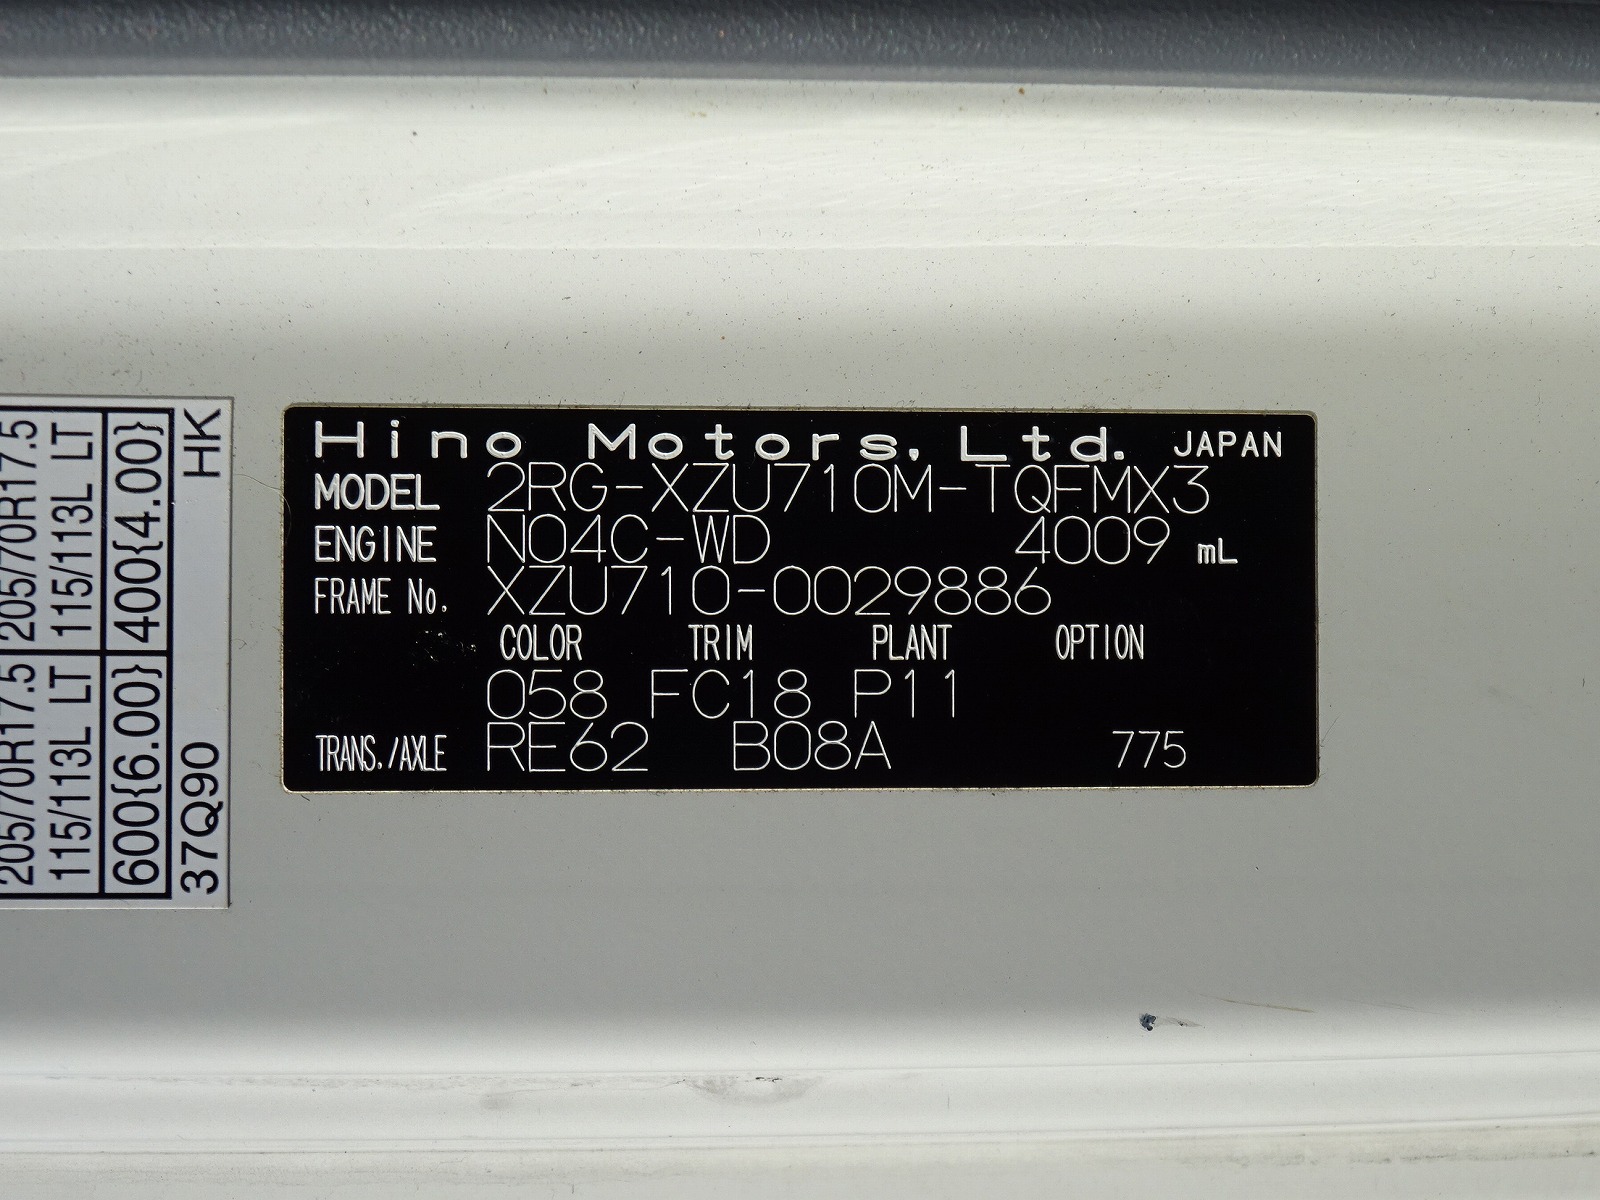 205/70R17.5 205/70R17.5
115/113L LT 115/113L LT
600{6.00} 400{4.00}
37Q90 HK
Hino Motors, Ltd. JAPAN
MODEL 2RG-XZU710M-TQFMX3
ENGINE N04C-WD 4009 mL
FRAME No. XZU710-0029886
COLOR TRIM PLANT OPTION
058 FC18 P11
TRANS./AXLE RE62 B08A 775